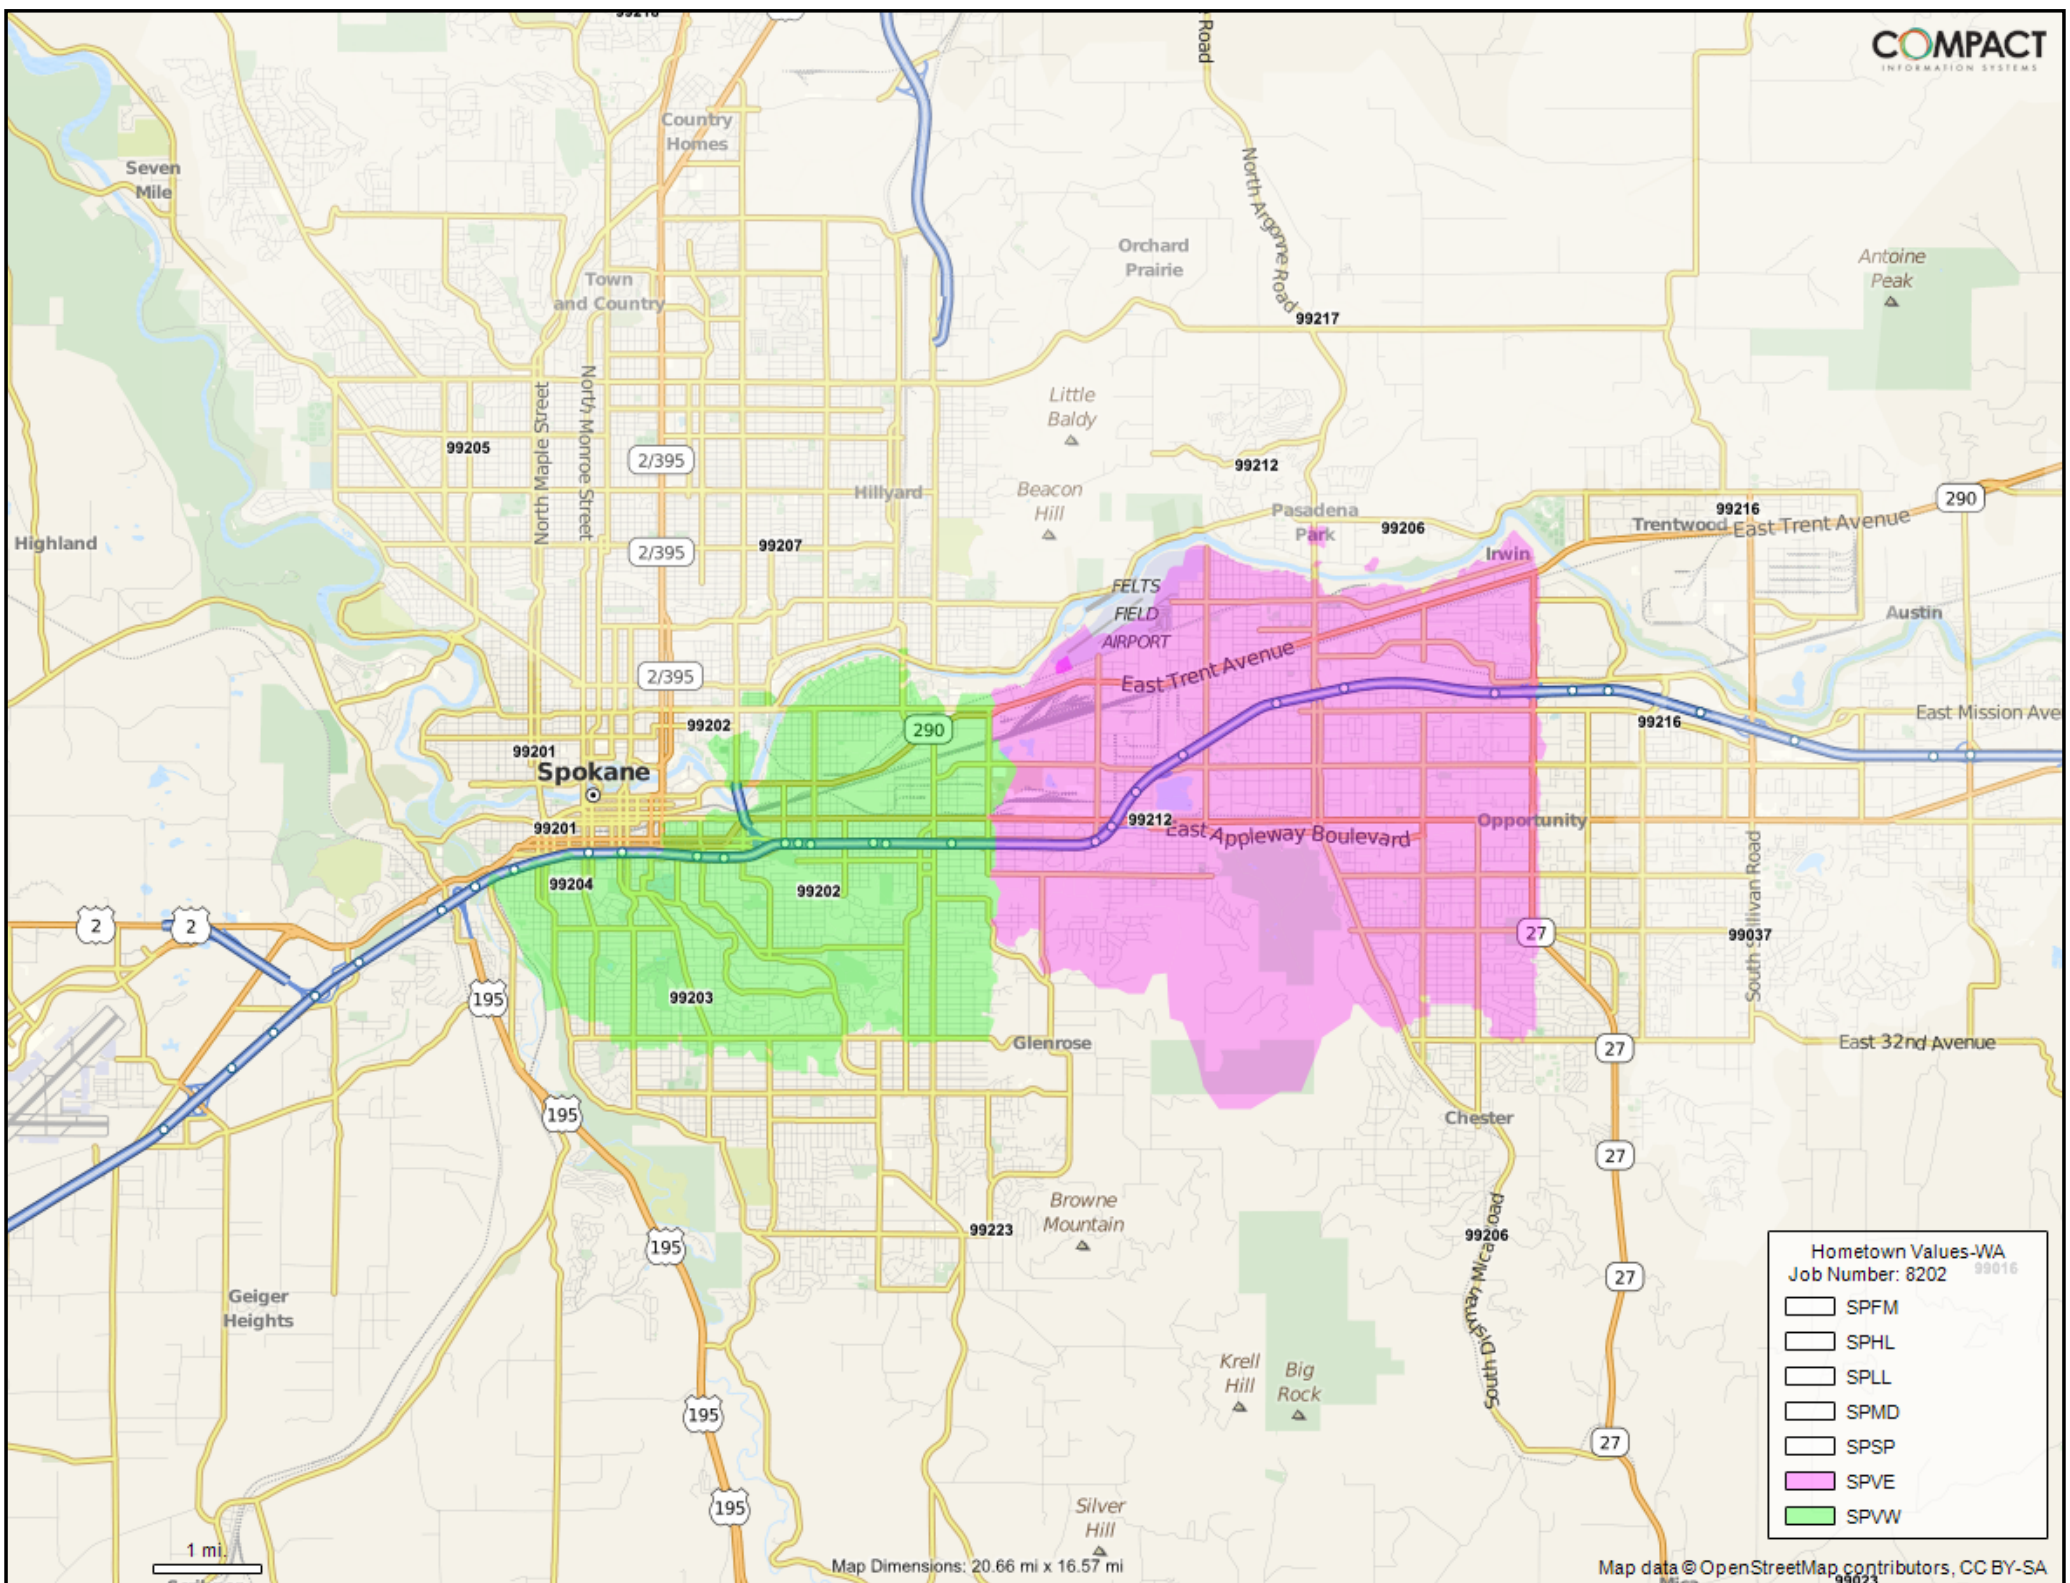 99218
Road
COMPACT
INFORMATION SYSTEMS
Country
Homes
Seven
Mile
North Argonne Road
Orchard
Prairie
Antoine
Peak
Town
and Country
99217
North Maple Street
North Monroe Street
Little
Baldy
99205
2/395
99212
Hillyard
Beacon
Hill
Pasadena
Park
99206
99216
290
Trentwood
East Trent Avenue
Highland
99207
2/395
Irwin
FELTS
FIELD
AIRPORT
Austin
2/395
East Trent Avenue
99202
290
99216
East Mission Ave
99201
Spokane
99201
99212
East Appleway Boulevard
Opportunity
South Sullivan Road
99204
99202
2
2
27
99037
195
99203
Glenrose
27
East 32nd Avenue
195
Chester
27
Browne
Mountain
99223
99206
South Dishman Mica Road
195
27
Geiger
Heights
Krell
Hill
Big
Rock
195
27
195
Silver
Hill
Hometown Values-WA
Job Number: 8202
99016
SPFM
SPHL
SPLL
SPMD
SPSP
SPVE
SPVW
1 mi.
Map Dimensions: 20.66 mi x 16.57 mi
Map data © OpenStreetMap contributors, CC BY-SA
99023